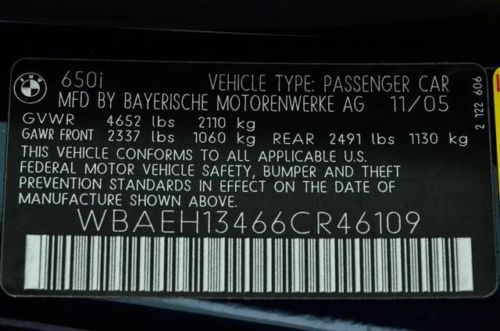 BMW
650i VEHICLE TYPE: PASSENGER CAR
MFD BY BAYERISCHE MOTORENWERKE AG 11/05
GVWR 4652 lbs 2110 kg
GAWR FRONT 2337 lbs 1060 kg REAR 2491 lbs 1130 kg
THIS VEHICLE CONFORMS TO ALL APPLICABLE U.S.
FEDERAL MOTOR VEHICLE SAFETY, BUMPER AND THEFT
PREVENTION STANDARDS IN EFFECT ON THE DATE OF
MANUFACTURE SHOWN ABOVE.
WBAEH13466CR46109
2 122 606